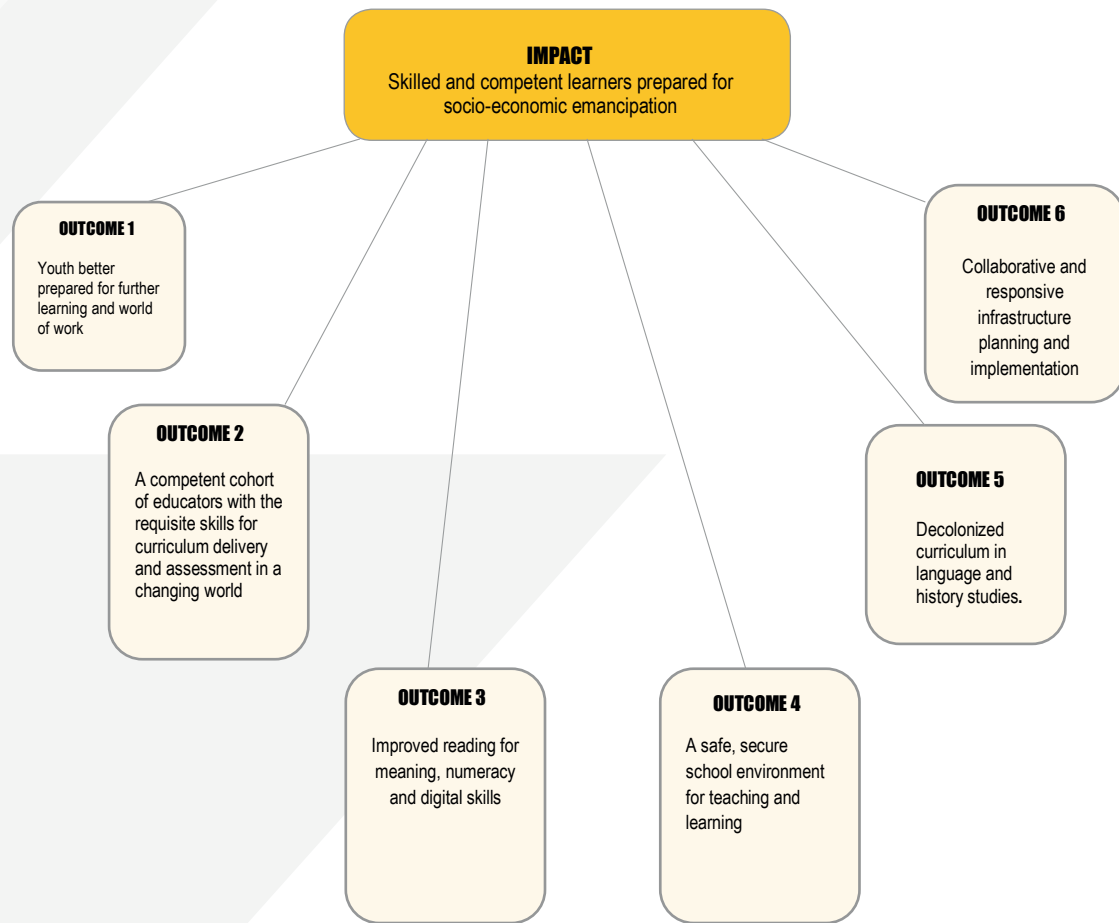 IMPACT
Skilled and competent learners prepared for
socio-economic emancipation
OUTCOME 1
Youth better
prepared for further
learning and world
of work
OUTCOME 2
A competent cohort
of educators with the
requisite skills for
curriculum delivery
and assessment in a
changing world
OUTCOME 3
Improved reading for
meaning, numeracy
and digital skills
OUTCOME 4
A safe, secure
school environment
for teaching and
learning
OUTCOME 5
Decolonized
curriculum in
language and
history studies.
OUTCOME 6
Collaborative and
responsive
infrastructure
planning and
implementation